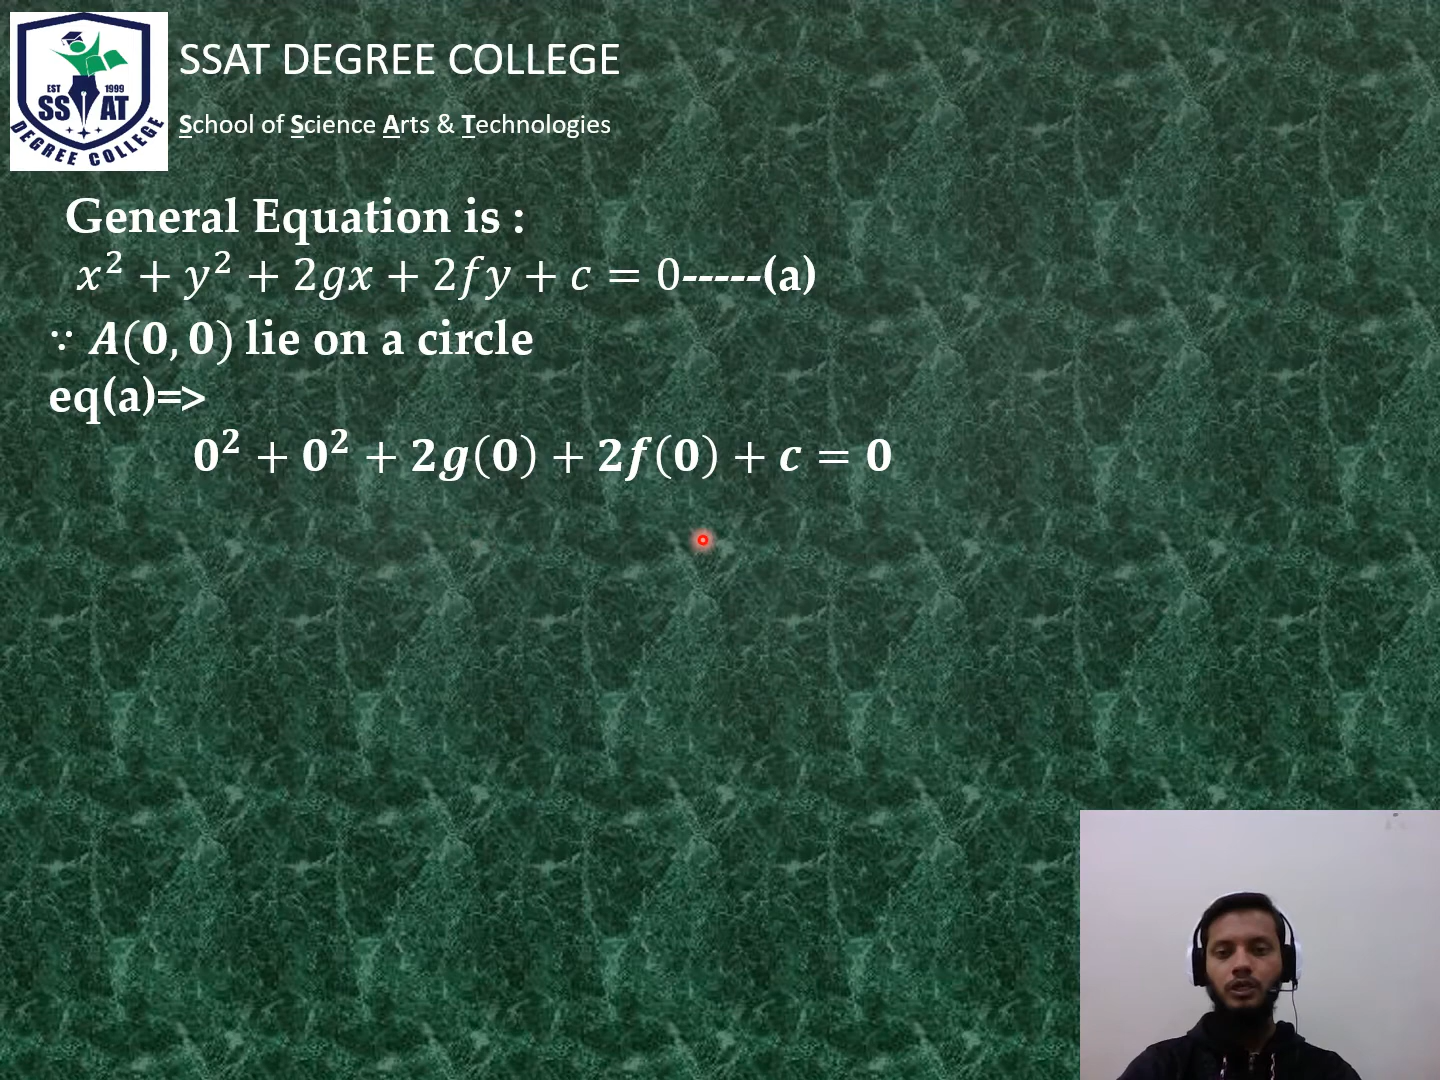 EST 1999
SSAT
DEGREE COLLEGE
SSAT DEGREE COLLEGE
School of Science Arts & Technologies
General Equation is :
x² + y² + 2gx + 2fy + c = 0-----(a)
∵ A(0, 0) lie on a circle
eq(a)=>
0² + 0² + 2g(0) + 2f(0) + c = 0